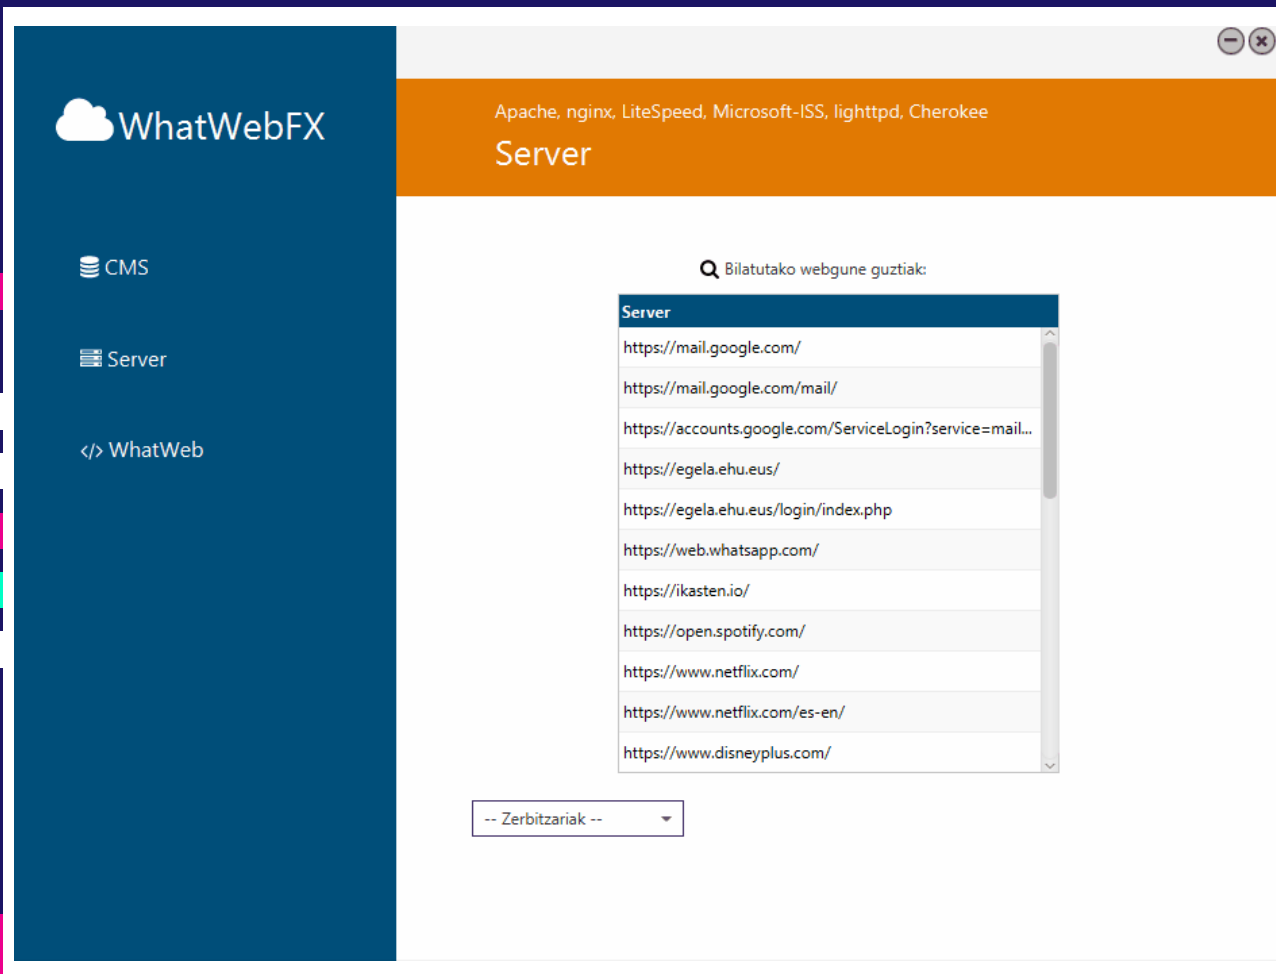 WhatWebFX
CMS
Server
</> WhatWeb
Apache, nginx, LiteSpeed, Microsoft-ISS, lighttpd, Cherokee
Server
Bilatutako webgune guztiak:
Server
https://mail.google.com/
https://mail.google.com/mail/
https://accounts.google.com/ServiceLogin?service=mail...
https://egela.ehu.eus/
https://egela.ehu.eus/login/index.php
https://web.whatsapp.com/
https://ikasten.io/
https://open.spotify.com/
https://www.netflix.com/
https://www.netflix.com/es-en/
https://www.disneyplus.com/
-- Zerbitzariak --